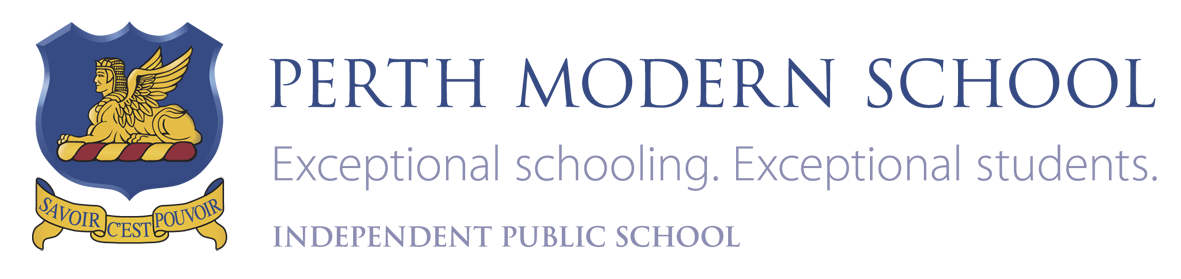 SAVOIR C'EST POUVOIR
PERTH MODERN SCHOOL
Exceptional schooling. Exceptional students.
INDEPENDENT PUBLIC SCHOOL